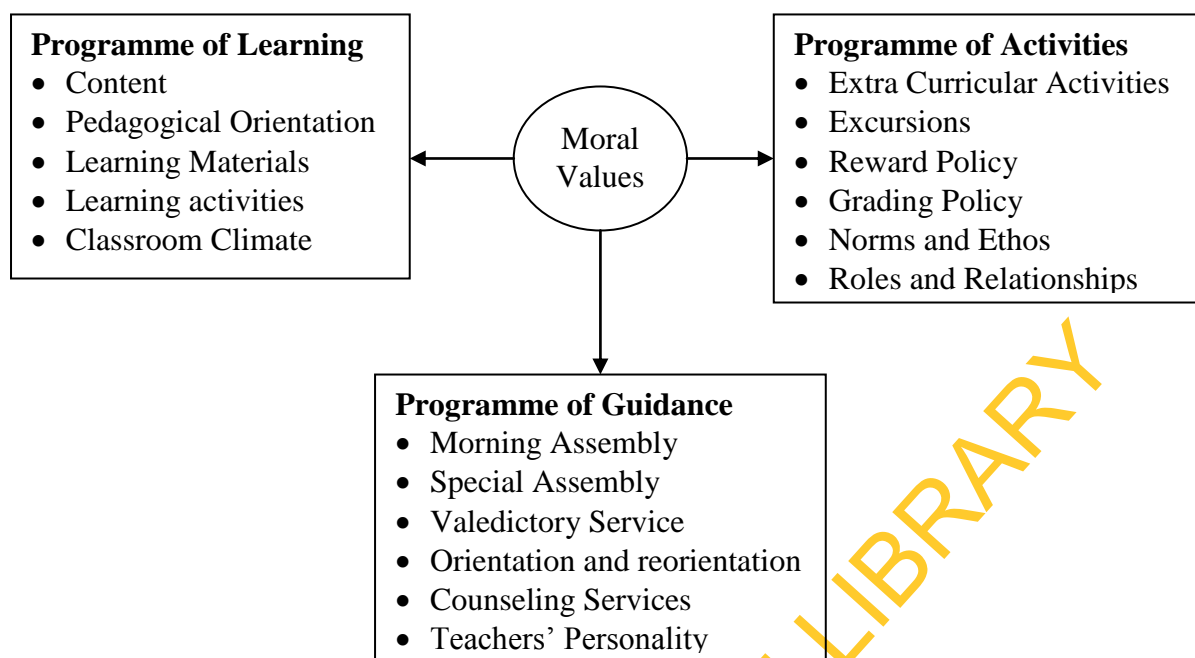 Programme of Learning
• Content
• Pedagogical Orientation
• Learning Materials
• Learning activities
• Classroom Climate
Moral
Values
Programme of Activities
• Extra Curricular Activities
• Excursions
• Reward Policy
• Grading Policy
• Norms and Ethos
• Roles and Relationships
Programme of Guidance
• Morning Assembly
• Special Assembly
• Valedictory Service
• Orientation and reorientation
• Counseling Services
• Teachers’ Personality
LIBRARY